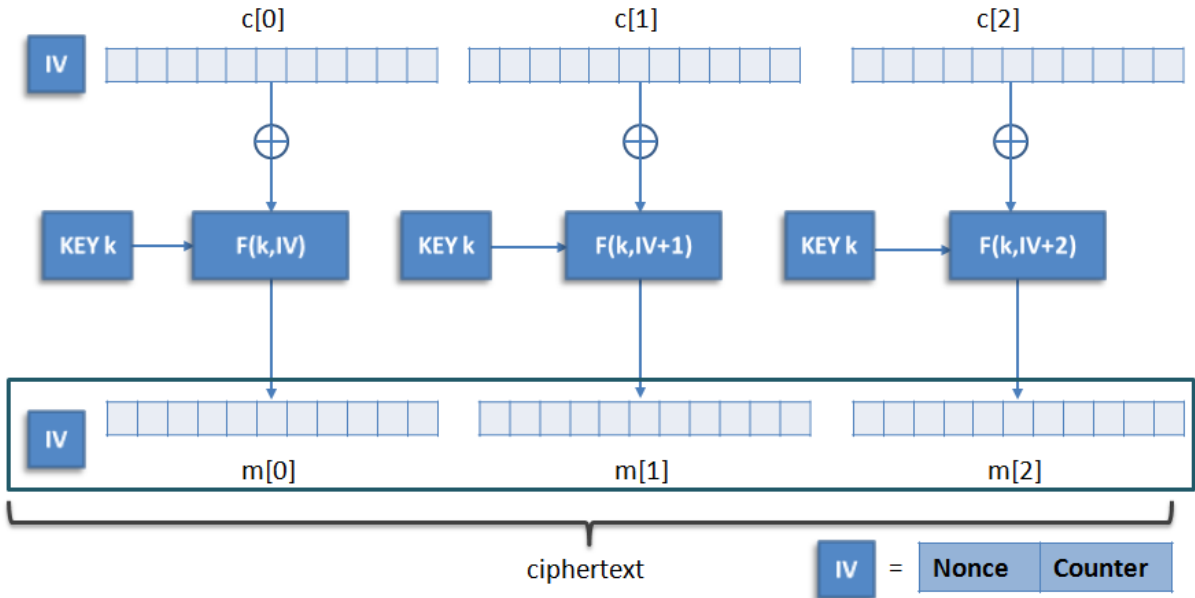 c[0] c[1] c[2]
IV
KEY k F(k,IV) KEY k F(k,IV+1) KEY k F(k,IV+2)
IV
m[0] m[1] m[2]
ciphertext
IV = Nonce Counter